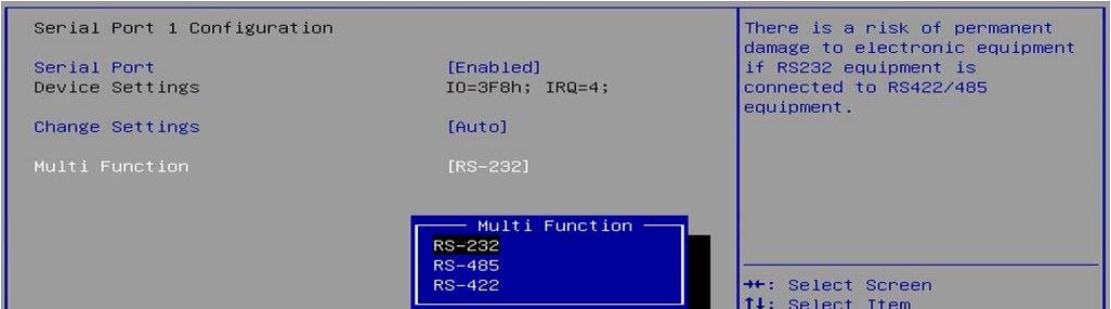 Serial Port 1 Configuration
Serial Port [Enabled]
Device Settings IO=3F8h; IRQ=4;
Change Settings [Auto]
Multi Function [RS-232]
Multi Function
RS-232
RS-485
RS-422
There is a risk of permanent
damage to electronic equipment
if RS232 equipment is
connected to RS422/485
equipment.
→←: Select Screen
↑↓: Select Item